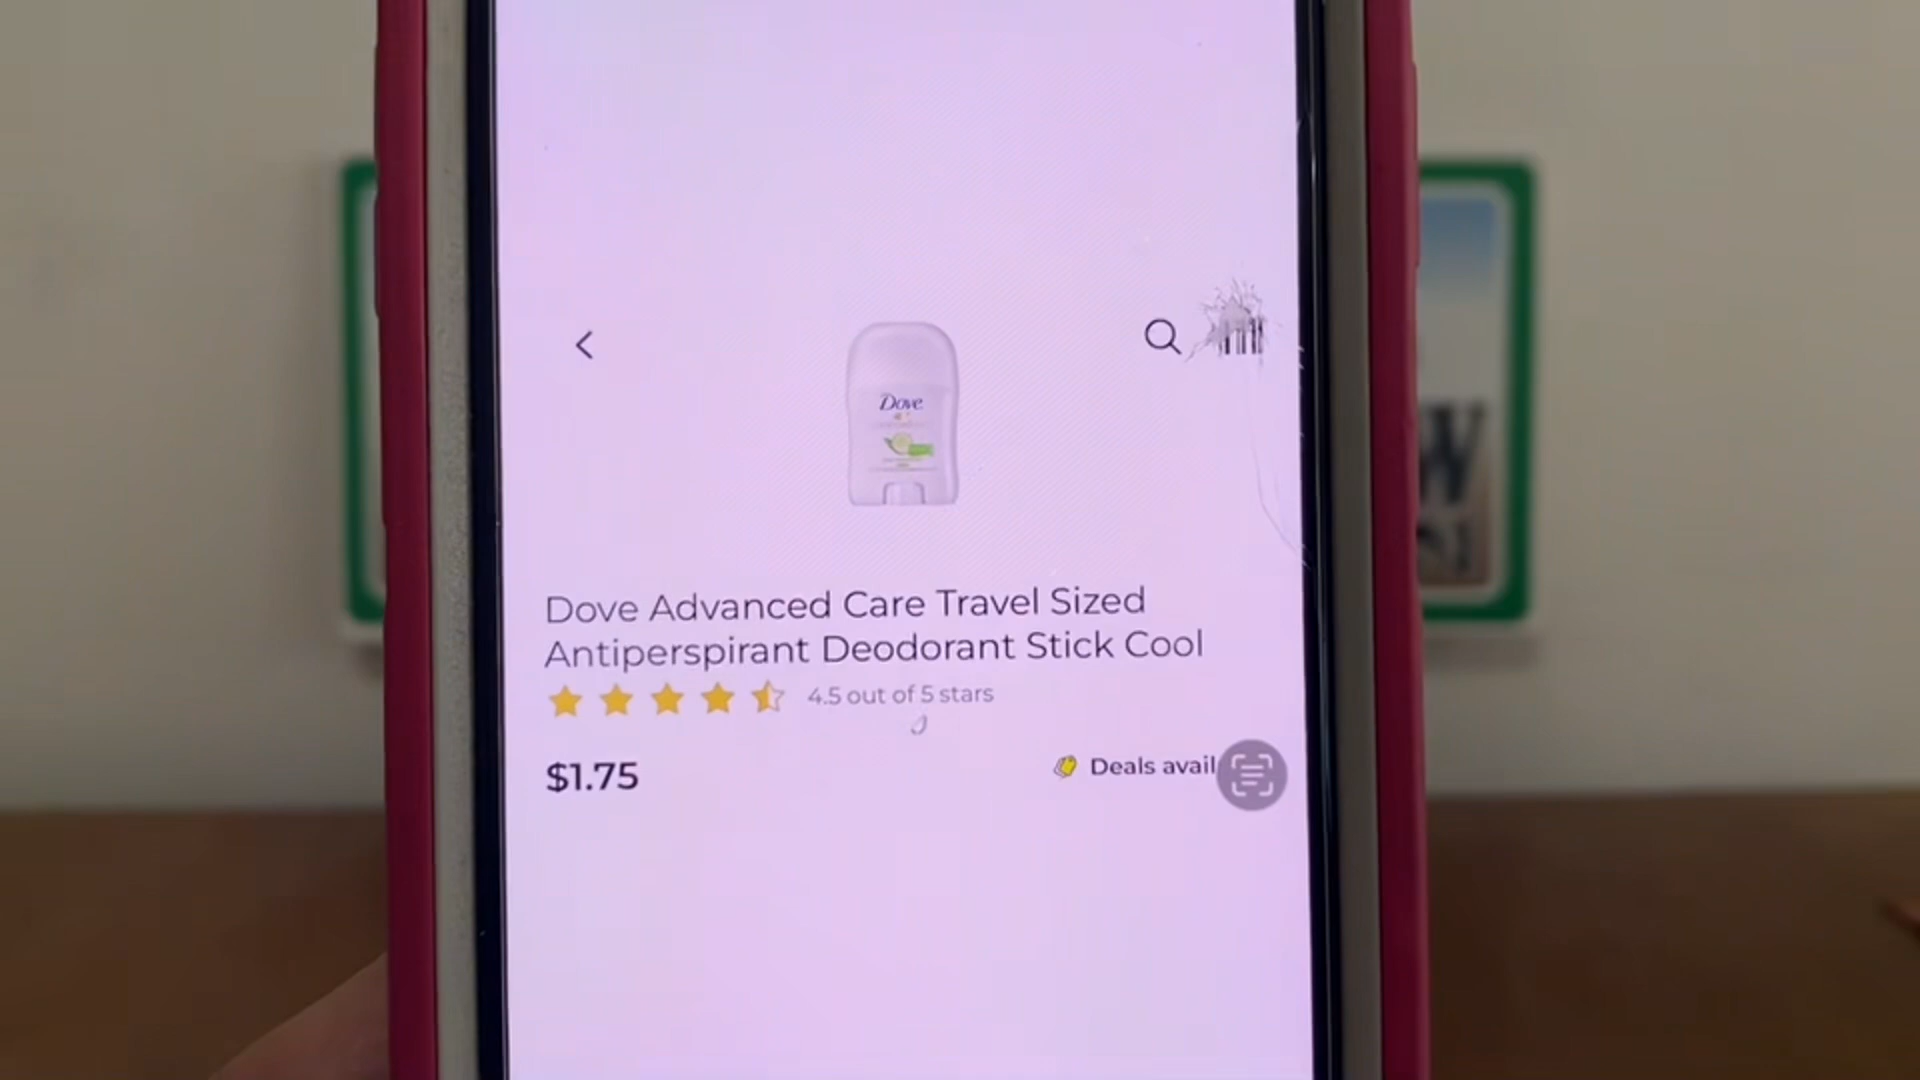 Dove
Dove Advanced Care Travel Sized
Antiperspirant Deodorant Stick Cool
4.5 out of 5 stars
$1.75
Deals avail
W